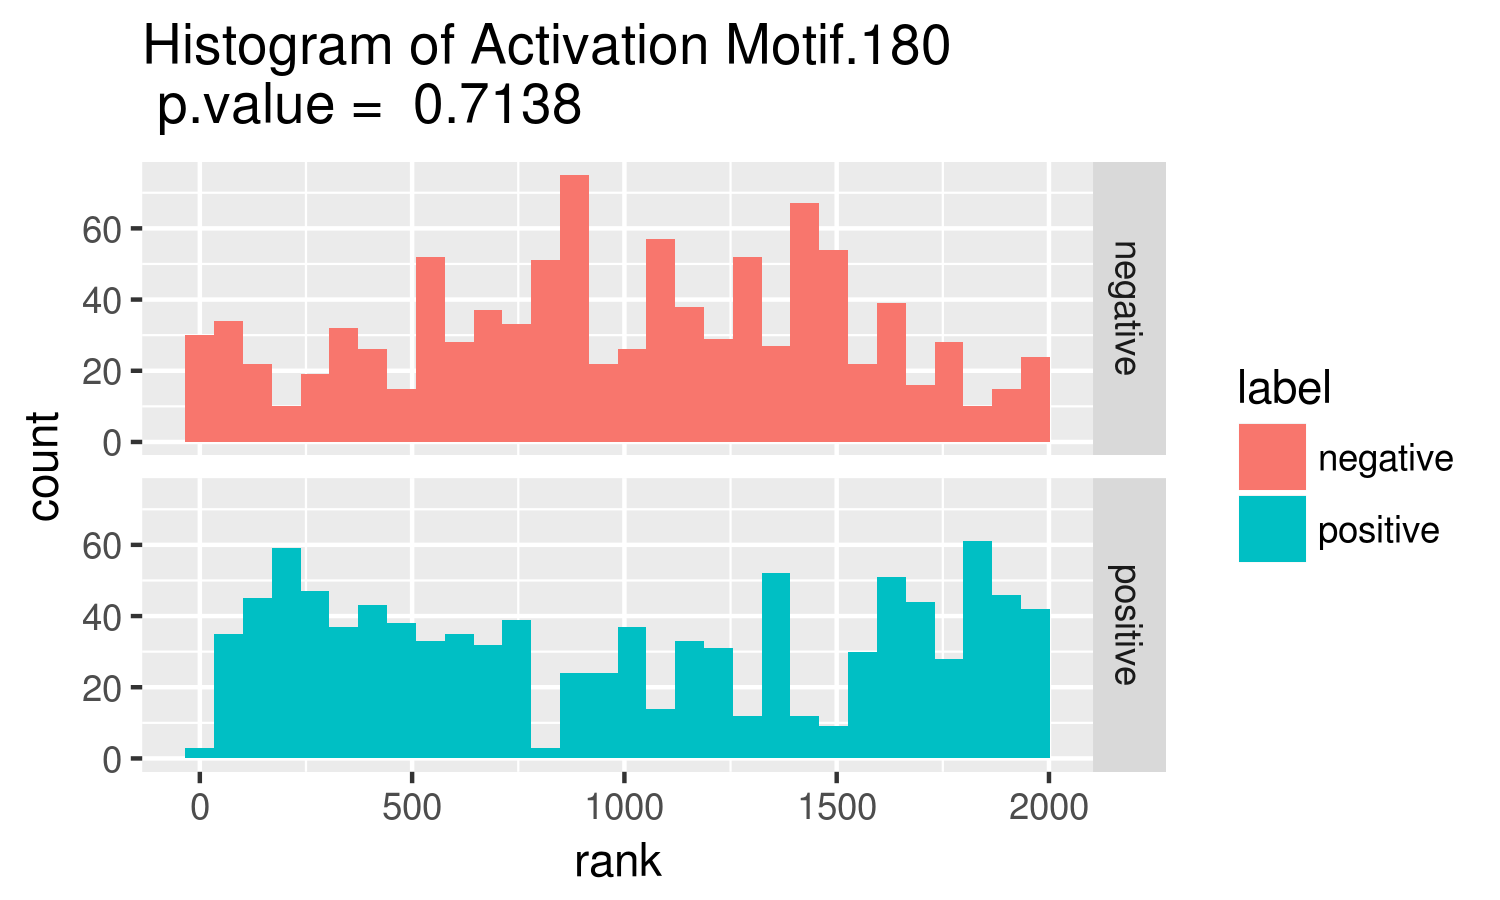 Histogram of Activation Motif.180
p.value = 0.7138
60
40
20
0
negative
60
40
20
0
positive
count
0 500 1000 1500 2000
rank
label
negative
positive